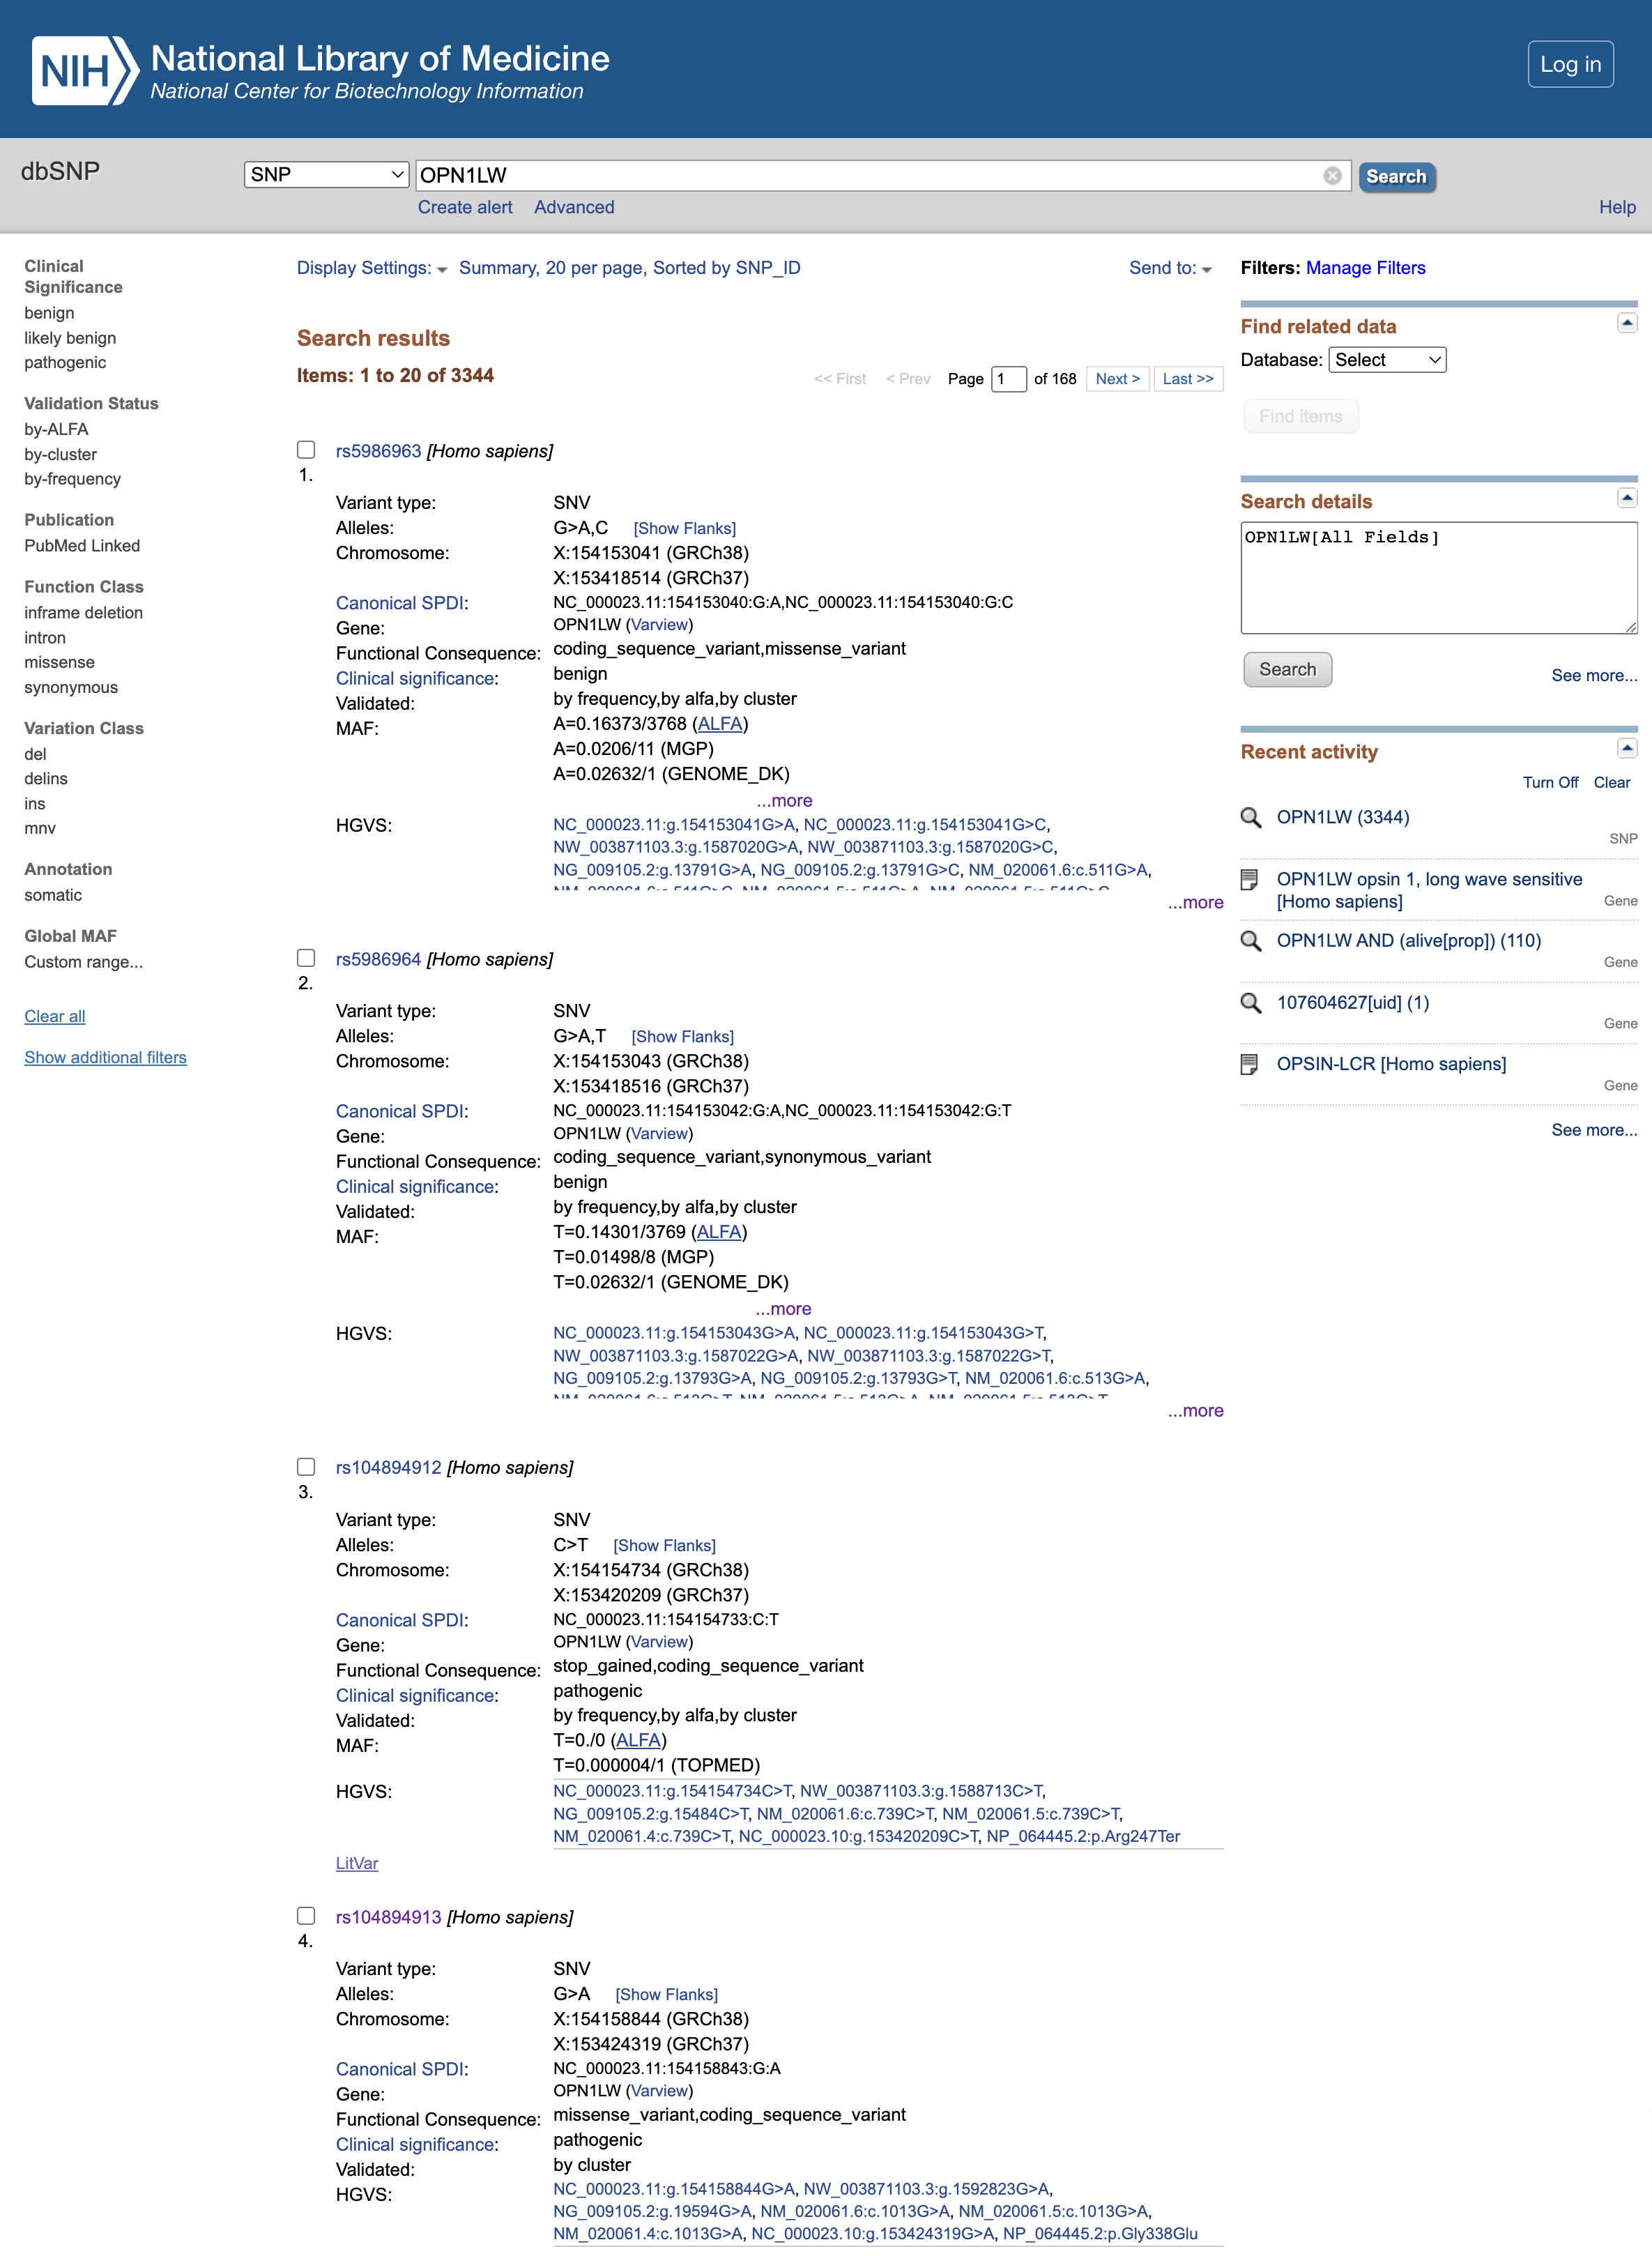 NIH National Library of Medicine
National Center for Biotechnology Information
Log in
dbSNP
SNP
OPN1LW
Search
Create alert Advanced
Help
Clinical
Significance
benign
likely benign
pathogenic
Validation Status
by-ALFA
by-cluster
by-frequency
Publication
PubMed Linked
Function Class
inframe deletion
intron
missense
synonymous
Variation Class
del
delins
ins
mnv
Annotation
somatic
Global MAF
Custom range...
Clear all
Show additional filters
Display Settings: Summary, 20 per page, Sorted by SNP_ID
Send to:
Search results
Items: 1 to 20 of 3344
<< First < Prev Page 1 of 168 Next > Last >>
rs5986963 [Homo sapiens]
1.
Variant type: SNV
Alleles: G>A,C [Show Flanks]
Chromosome: X:154153041 (GRCh38)
X:153418514 (GRCh37)
Canonical SPDI: NC_000023.11:154153040:G:A,NC_000023.11:154153040:G:C
Gene: OPN1LW (Varview)
Functional Consequence: coding_sequence_variant,missense_variant
Clinical significance: benign
Validated: by frequency,by alfa,by cluster
MAF: A=0.16373/3768 (ALFA)
A=0.0206/11 (MGP)
A=0.02632/1 (GENOME_DK)
...more
HGVS: NC_000023.11:g.154153041G>A, NC_000023.11:g.154153041G>C,
NW_003871103.3:g.1587020G>A, NW_003871103.3:g.1587020G>C,
NG_009105.2:g.13791G>A, NG_009105.2:g.13791G>C, NM_020061.6:c.511G>A,
...more
rs5986964 [Homo sapiens]
2.
Variant type: SNV
Alleles: G>A,T [Show Flanks]
Chromosome: X:154153043 (GRCh38)
X:153418516 (GRCh37)
Canonical SPDI: NC_000023.11:154153042:G:A,NC_000023.11:154153042:G:T
Gene: OPN1LW (Varview)
Functional Consequence: coding_sequence_variant,synonymous_variant
Clinical significance: benign
Validated: by frequency,by alfa,by cluster
MAF: T=0.14301/3769 (ALFA)
T=0.01498/8 (MGP)
T=0.02632/1 (GENOME_DK)
...more
HGVS: NC_000023.11:g.154153043G>A, NC_000023.11:g.154153043G>T,
NW_003871103.3:g.1587022G>A, NW_003871103.3:g.1587022G>T,
NG_009105.2:g.13793G>A, NG_009105.2:g.13793G>T, NM_020061.6:c.513G>A,
...more
rs104894912 [Homo sapiens]
3.
Variant type: SNV
Alleles: C>T [Show Flanks]
Chromosome: X:154154734 (GRCh38)
X:153420209 (GRCh37)
Canonical SPDI: NC_000023.11:154154733:C:T
Gene: OPN1LW (Varview)
Functional Consequence: stop_gained,coding_sequence_variant
Clinical significance: pathogenic
Validated: by frequency,by alfa,by cluster
MAF: T=0./0 (ALFA)
T=0.000004/1 (TOPMED)
HGVS: NC_000023.11:g.154154734C>T, NW_003871103.3:g.1588713C>T,
NG_009105.2:g.15484C>T, NM_020061.6:c.739C>T, NM_020061.5:c.739C>T,
NM_020061.4:c.739C>T, NC_000023.10:g.153420209C>T, NP_064445.2:p.Arg247Ter
LitVar
rs104894913 [Homo sapiens]
4.
Variant type: SNV
Alleles: G>A [Show Flanks]
Chromosome: X:154158844 (GRCh38)
X:153424319 (GRCh37)
Canonical SPDI: NC_000023.11:154158843:G:A
Gene: OPN1LW (Varview)
Functional Consequence: missense_variant,coding_sequence_variant
Clinical significance: pathogenic
Validated: by cluster
HGVS: NC_000023.11:g.154158844G>A, NW_003871103.3:g.1592823G>A,
NG_009105.2:g.19594G>A, NM_020061.6:c.1013G>A, NM_020061.5:c.1013G>A,
NM_020061.4:c.1013G>A, NC_000023.10:g.153424319G>A, NP_064445.2:p.Gly338Glu
Filters: Manage Filters
Find related data
Database: Select
Find items
Search details
OPN1LW[All Fields]
Search
See more...
Recent activity
Turn Off Clear
OPN1LW (3344)
SNP
OPN1LW opsin 1, long wave sensitive
[Homo sapiens]
Gene
OPN1LW AND (alive[prop]) (110)
Gene
107604627[uid] (1)
Gene
OPSIN-LCR [Homo sapiens]
Gene
See more...